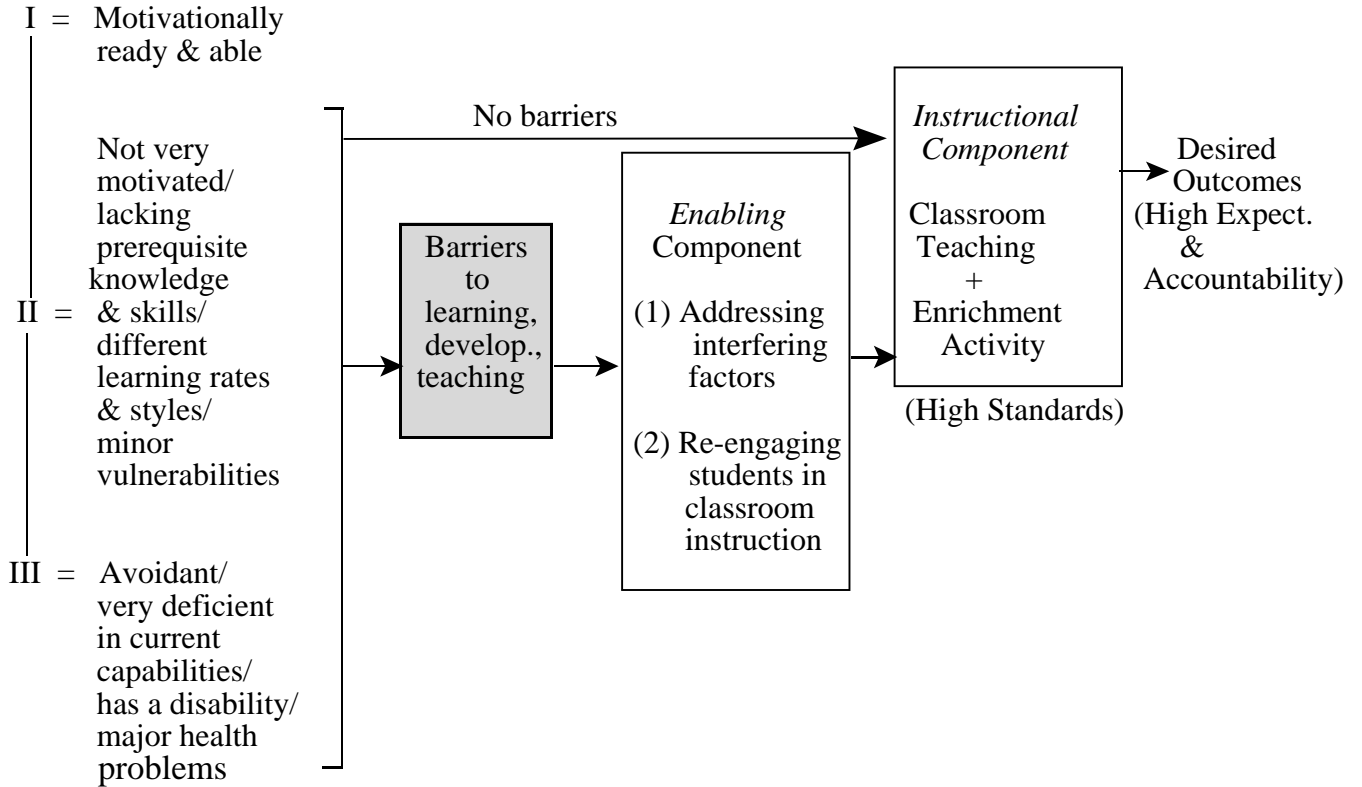 I = Motivationally
ready & able
Not very
motivated/
lacking
prerequisite
knowledge
II = & skills/
different
learning rates
& styles/
minor
vulnerabilities
III = Avoidant/
very deficient
in current
capabilities/
has a disability/
major health
problems
No barriers
Barriers
to
learning,
develop.,
teaching
Enabling
Component
(1) Addressing
interfering
factors
(2) Re-engaging
students in
classroom
instruction
Instructional
Component
Classroom
Teaching
+
Enrichment
Activity
(High Standards)
Desired
Outcomes
(High Expect.
&
Accountability)